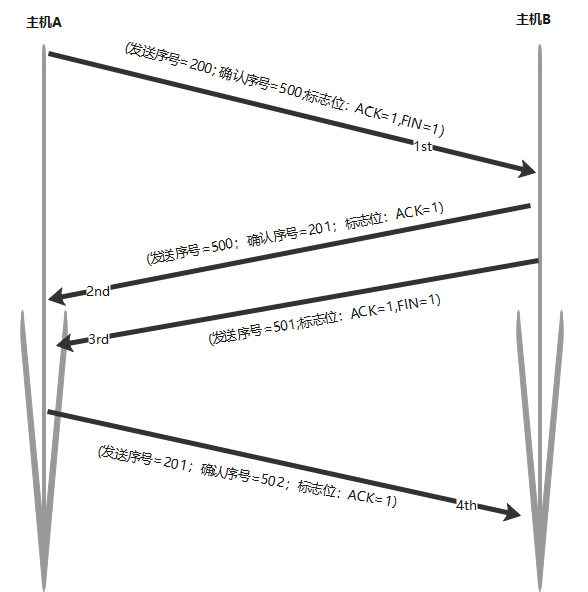 主机A
主机B
(发送序号=200; 确认序号=500;标志位：ACK=1,FIN=1)
1st
(发送序号=500；确认序号=201；标志位：ACK=1)
2nd
3rd
(发送序号=501;标志位：ACK=1,FIN=1)
(发送序号=201；确认序号=502；标志位：ACK=1)
4th